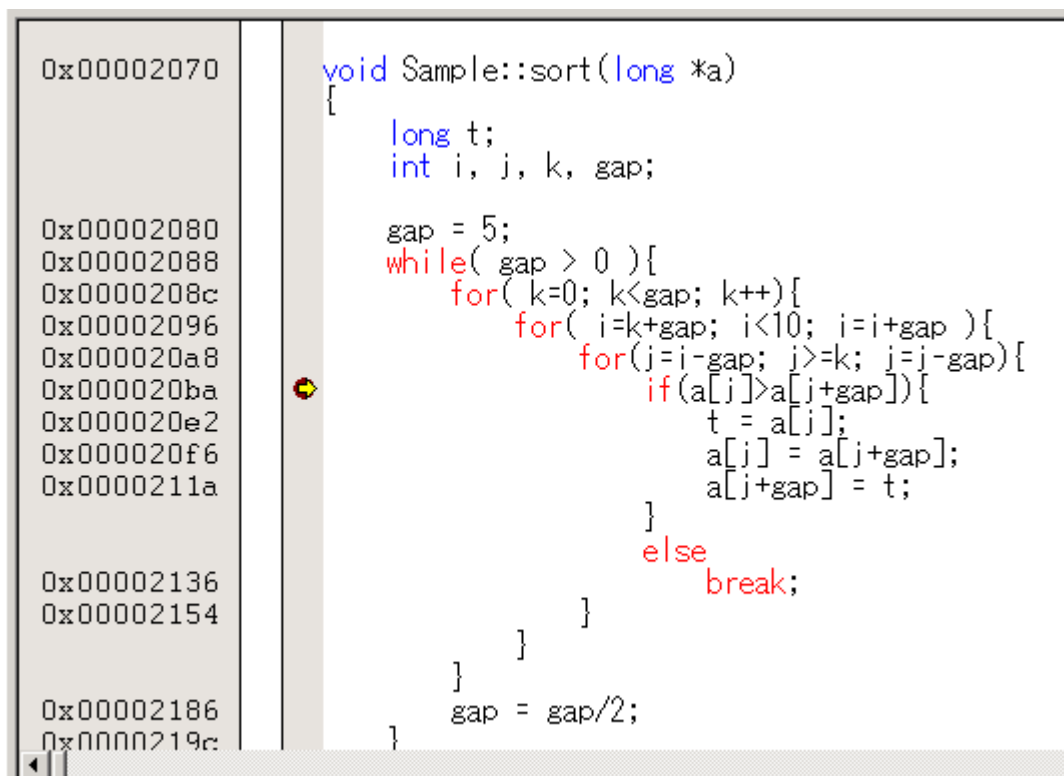 0x00002070 void Sample::sort(long *a)
{
long t;
int i, j, k, gap;
0x00002080 gap = 5;
0x00002088 while( gap > 0 ){
0x0000208c for( k=0; k<gap; k++){
0x00002096 for( i=k+gap; i<10; i=i+gap ){
0x000020a8 for(j=i-gap; j>=k; j=j-gap){
0x000020ba if(a[j]>a[j+gap]){
0x000020e2 t = a[j];
0x000020f6 a[j] = a[j+gap];
0x0000211a a[j+gap] = t;
}
else
0x00002136 break;
0x00002154 }
}
}
0x00002186 gap = gap/2;
0x0000219c }